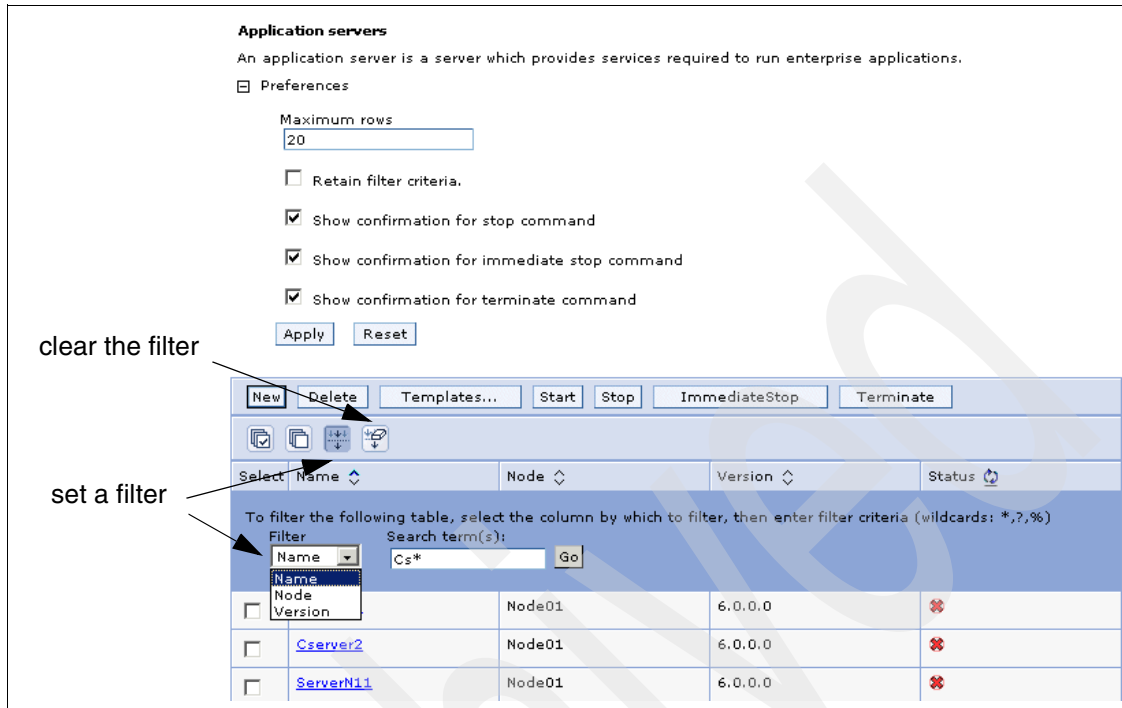 Application servers
An application server is a server which provides services required to run enterprise applications.
Preferences
Maximum rows
20
Retain filter criteria.
Show confirmation for stop command
Show confirmation for immediate stop command
Show confirmation for terminate command
Apply Reset
clear the filter
New Delete Templates... Start Stop ImmediateStop Terminate
Select Name Node Version Status
set a filter
To filter the following table, select the column by which to filter, then enter filter criteria (wildcards: *,?,%)
Filter Search term(s):
Name Cs* Go
Name
Node
Version
Node01 6.0.0.0
Cserver2 Node01 6.0.0.0
ServerN11 Node01 6.0.0.0